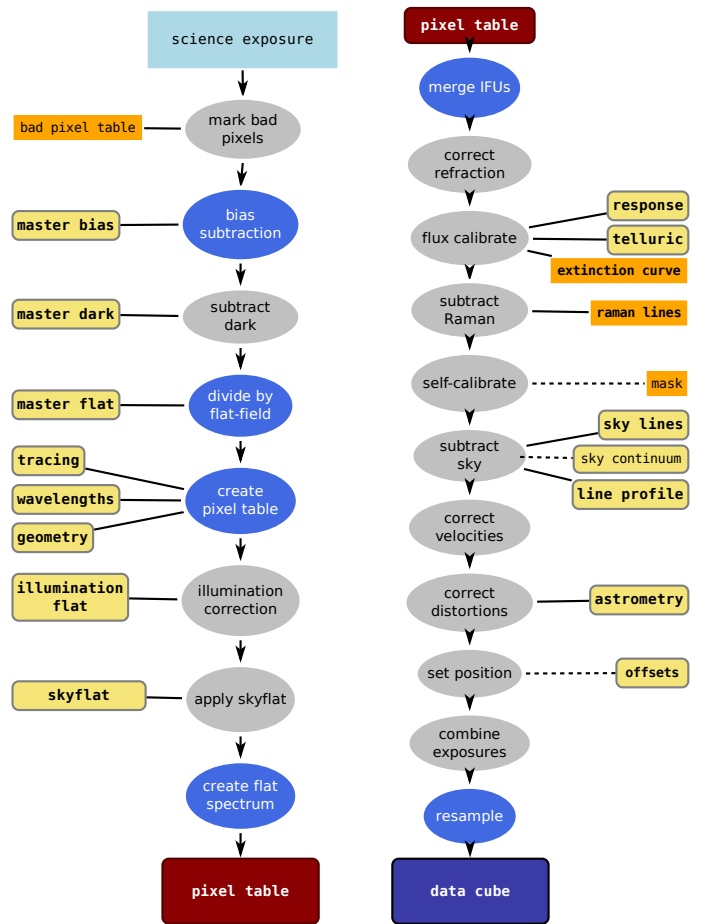 science exposure
bad pixel table
mark bad
pixels
master bias
bias
subtraction
master dark
subtract
dark
master flat
divide by
flat-field
tracing
wavelengths
geometry
create
pixel table
illumination
flat
illumination
correction
skyflat
apply skyflat
create flat
spectrum
pixel table
pixel table
merge IFUs
correct
refraction
flux calibrate
response
telluric
extinction curve
subtract
Raman
raman lines
self-calibrate
mask
subtract
sky
sky lines
sky continuum
line profile
correct
velocities
correct
distortions
astrometry
set position
offsets
combine
exposures
resample
data cube